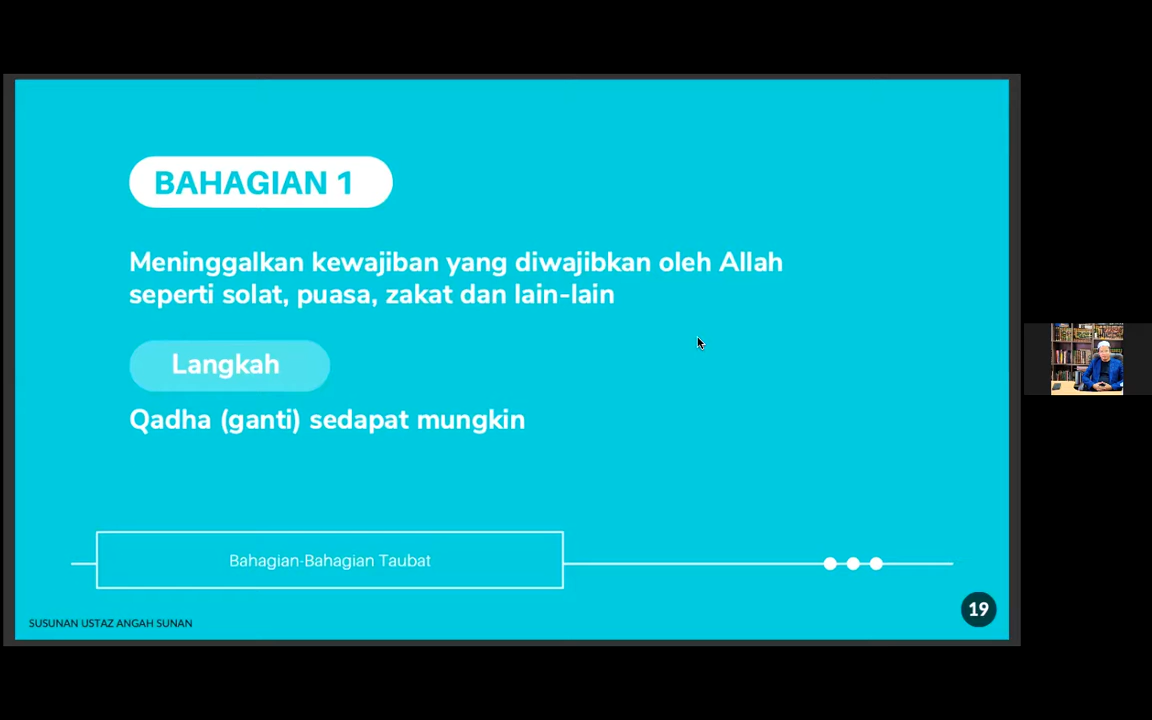 BAHAGIAN 1
Meninggalkan kewajiban yang diwajibkan oleh Allah
seperti solat, puasa, zakat dan lain-lain
Langkah
Qadha (ganti) sedapat mungkin
Bahagian-Bahagian Taubat
19
SUSUNAN USTAZ ANGAH SUNAN